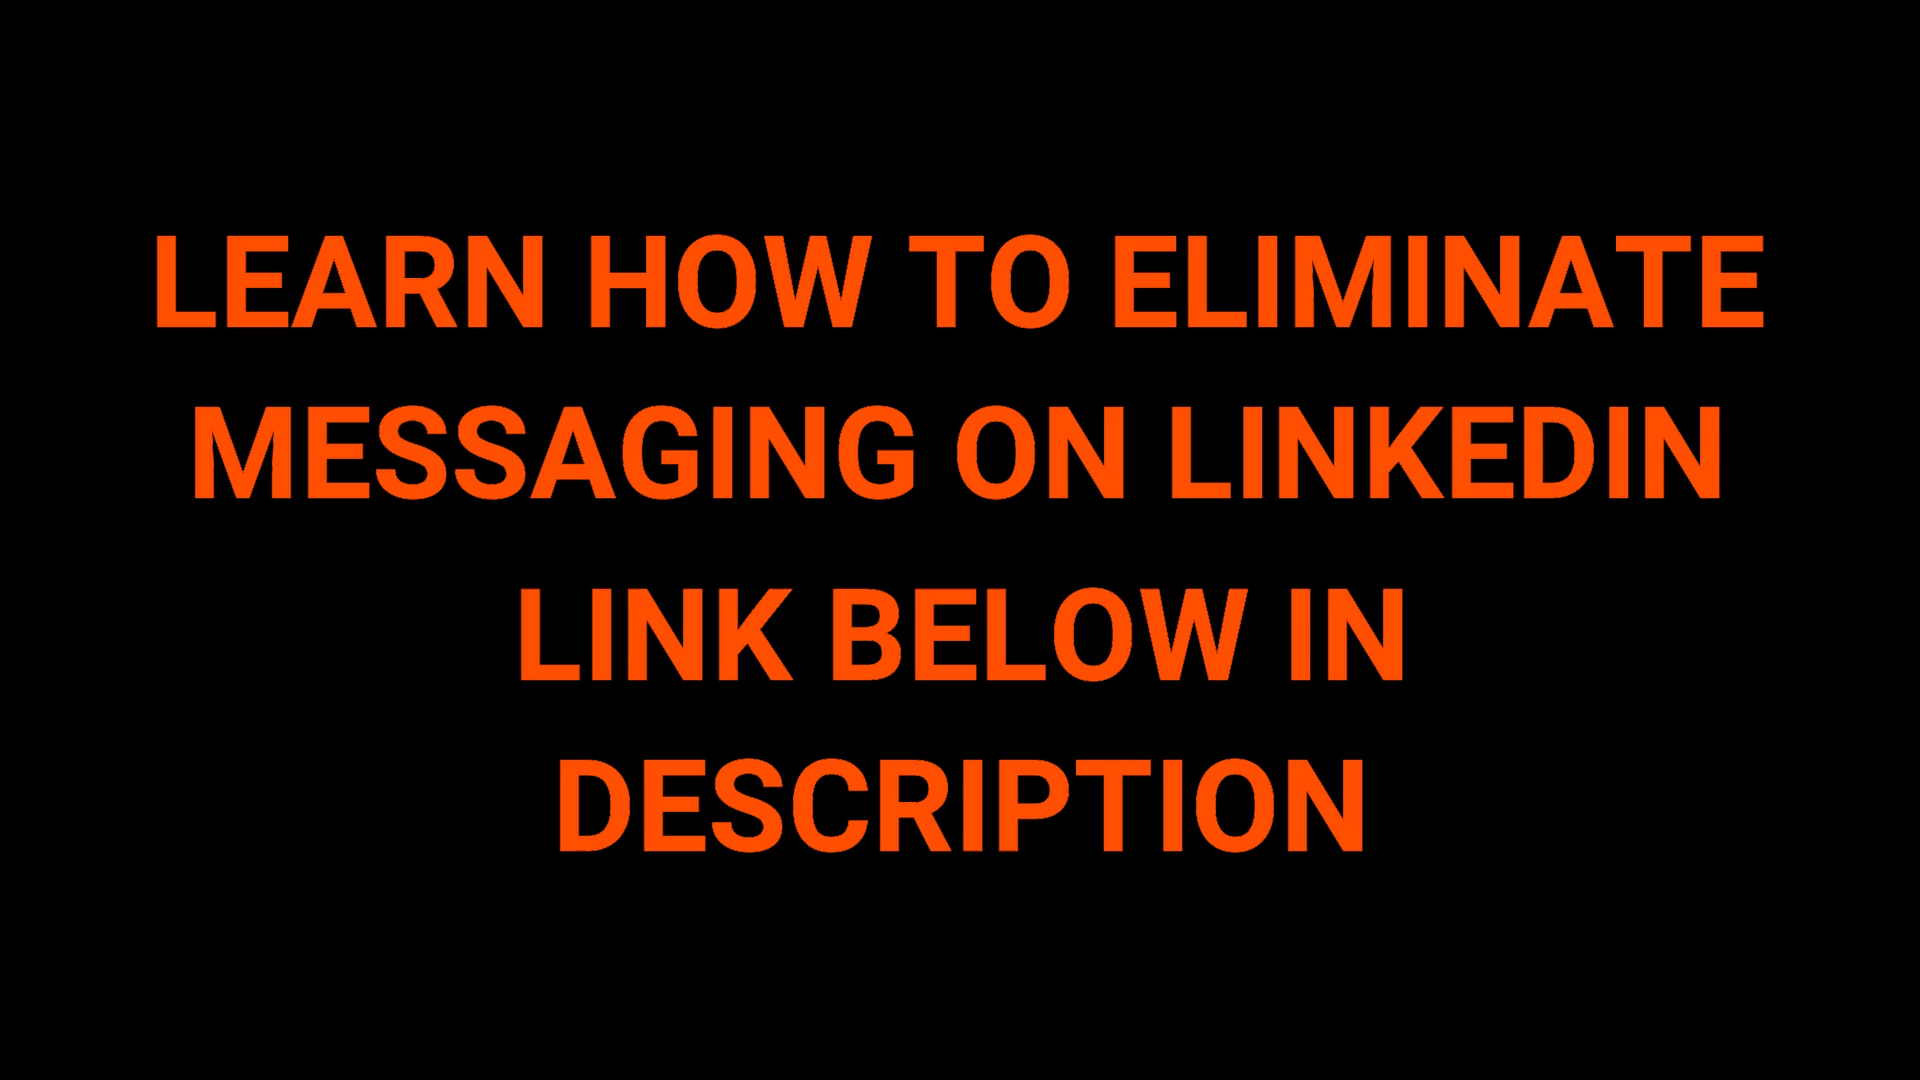 LEARN HOW TO ELIMINATE
MESSAGING ON LINKEDIN
LINK BELOW IN
DESCRIPTION